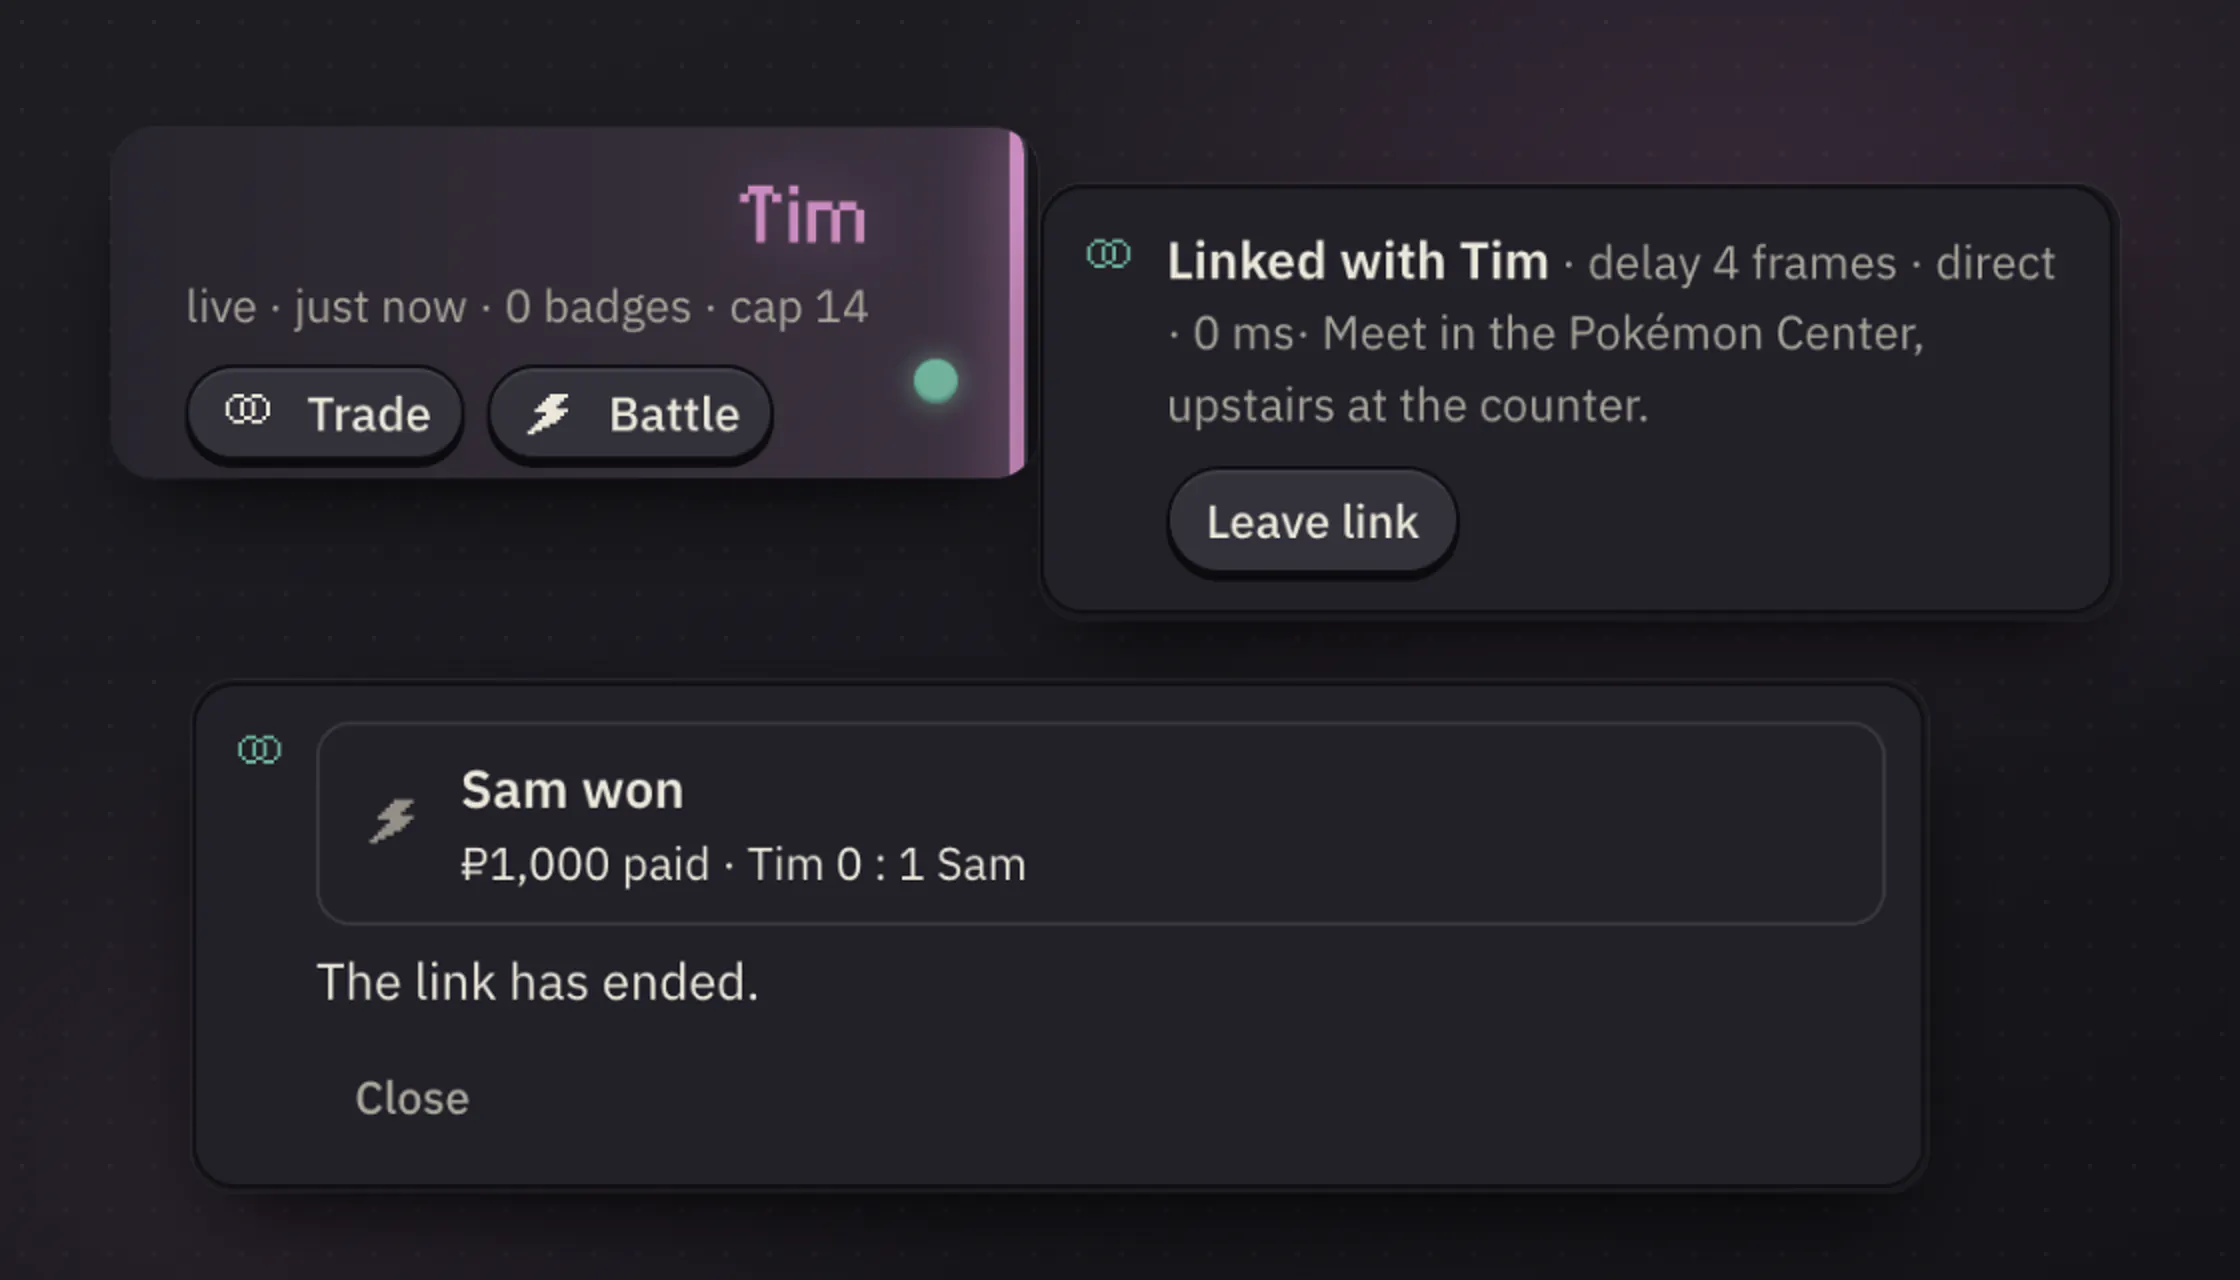 Tim
live · just now · 0 badges · cap 14
Trade
Battle
Linked with Tim · delay 4 frames · direct
· 0 ms· Meet in the Pokémon Center,
upstairs at the counter.
Leave link
Sam won
₽1,000 paid · Tim 0 : 1 Sam
The link has ended.
Close